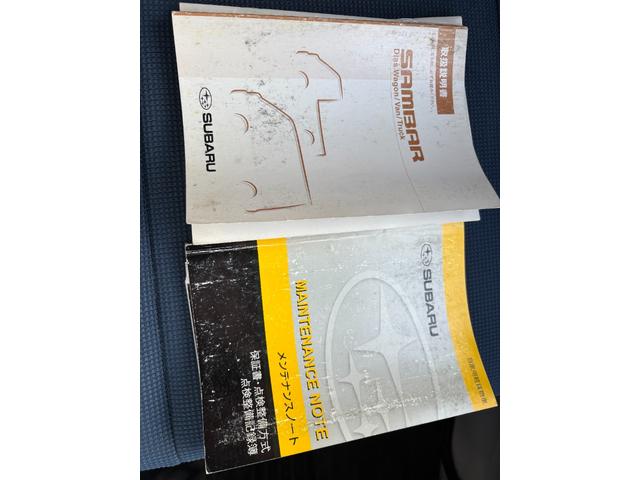 取扱説明書
SAMBAR
Dias Wagon/Van/Truck
SUBARU
SUBARU
MAINTENANCE NOTE
メンテナンスノート
保証書・点検整備方式
点検整備記録簿